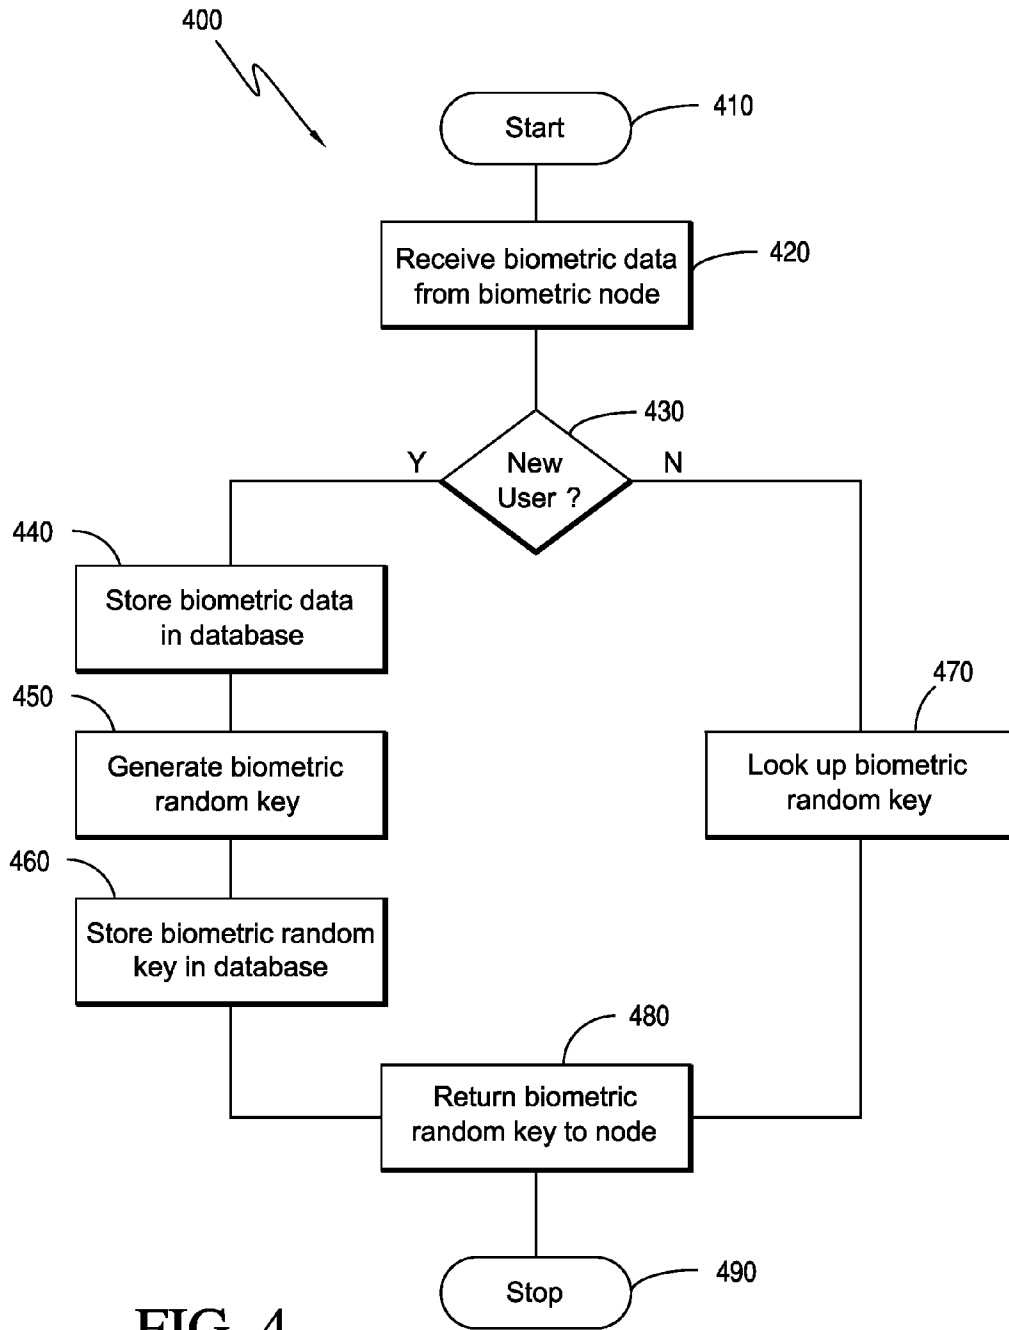 400
Start
410
Receive biometric data
from biometric node
420
430
Y
New
User ?
N
440
Store biometric data
in database
450
Generate biometric
random key
470
Look up biometric
random key
460
Store biometric random
key in database
480
Return biometric
random key to node
Stop
490
FIG. 4